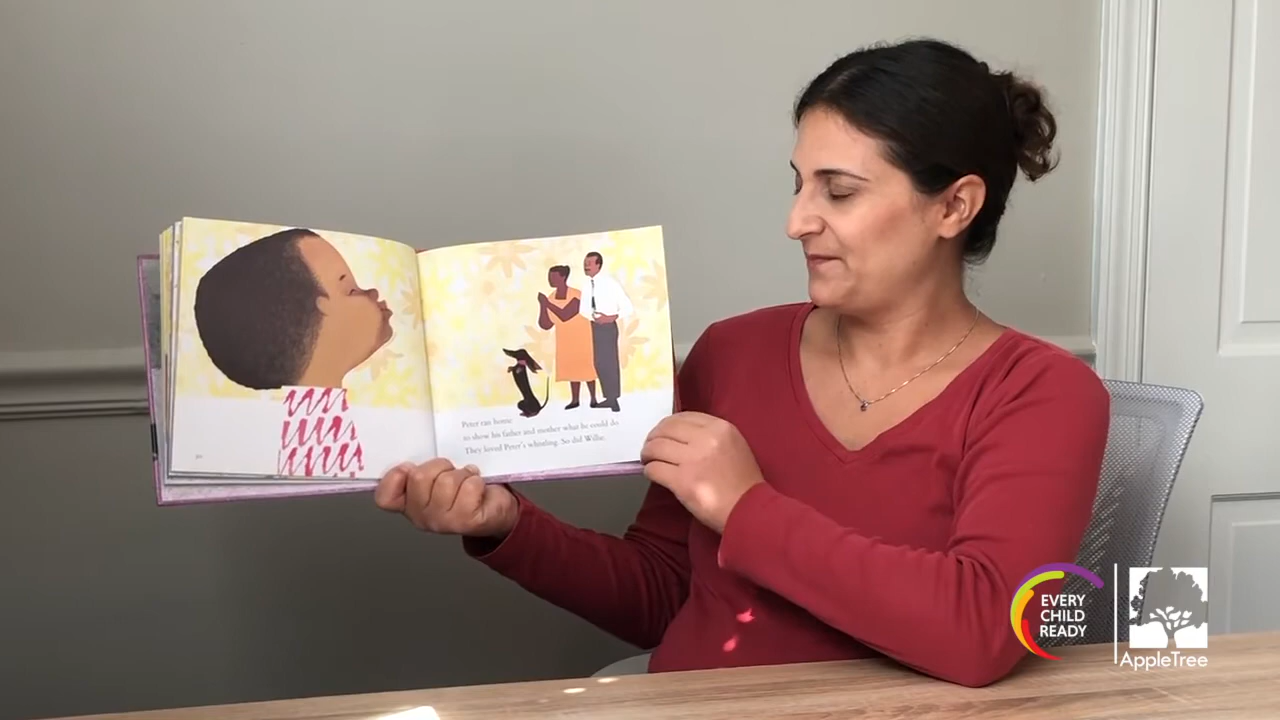 Peter ran home
to show his father and mother what he could do
They loved Peter's whistling. So did Willie.
EVERY
CHILD
READY
AppleTree